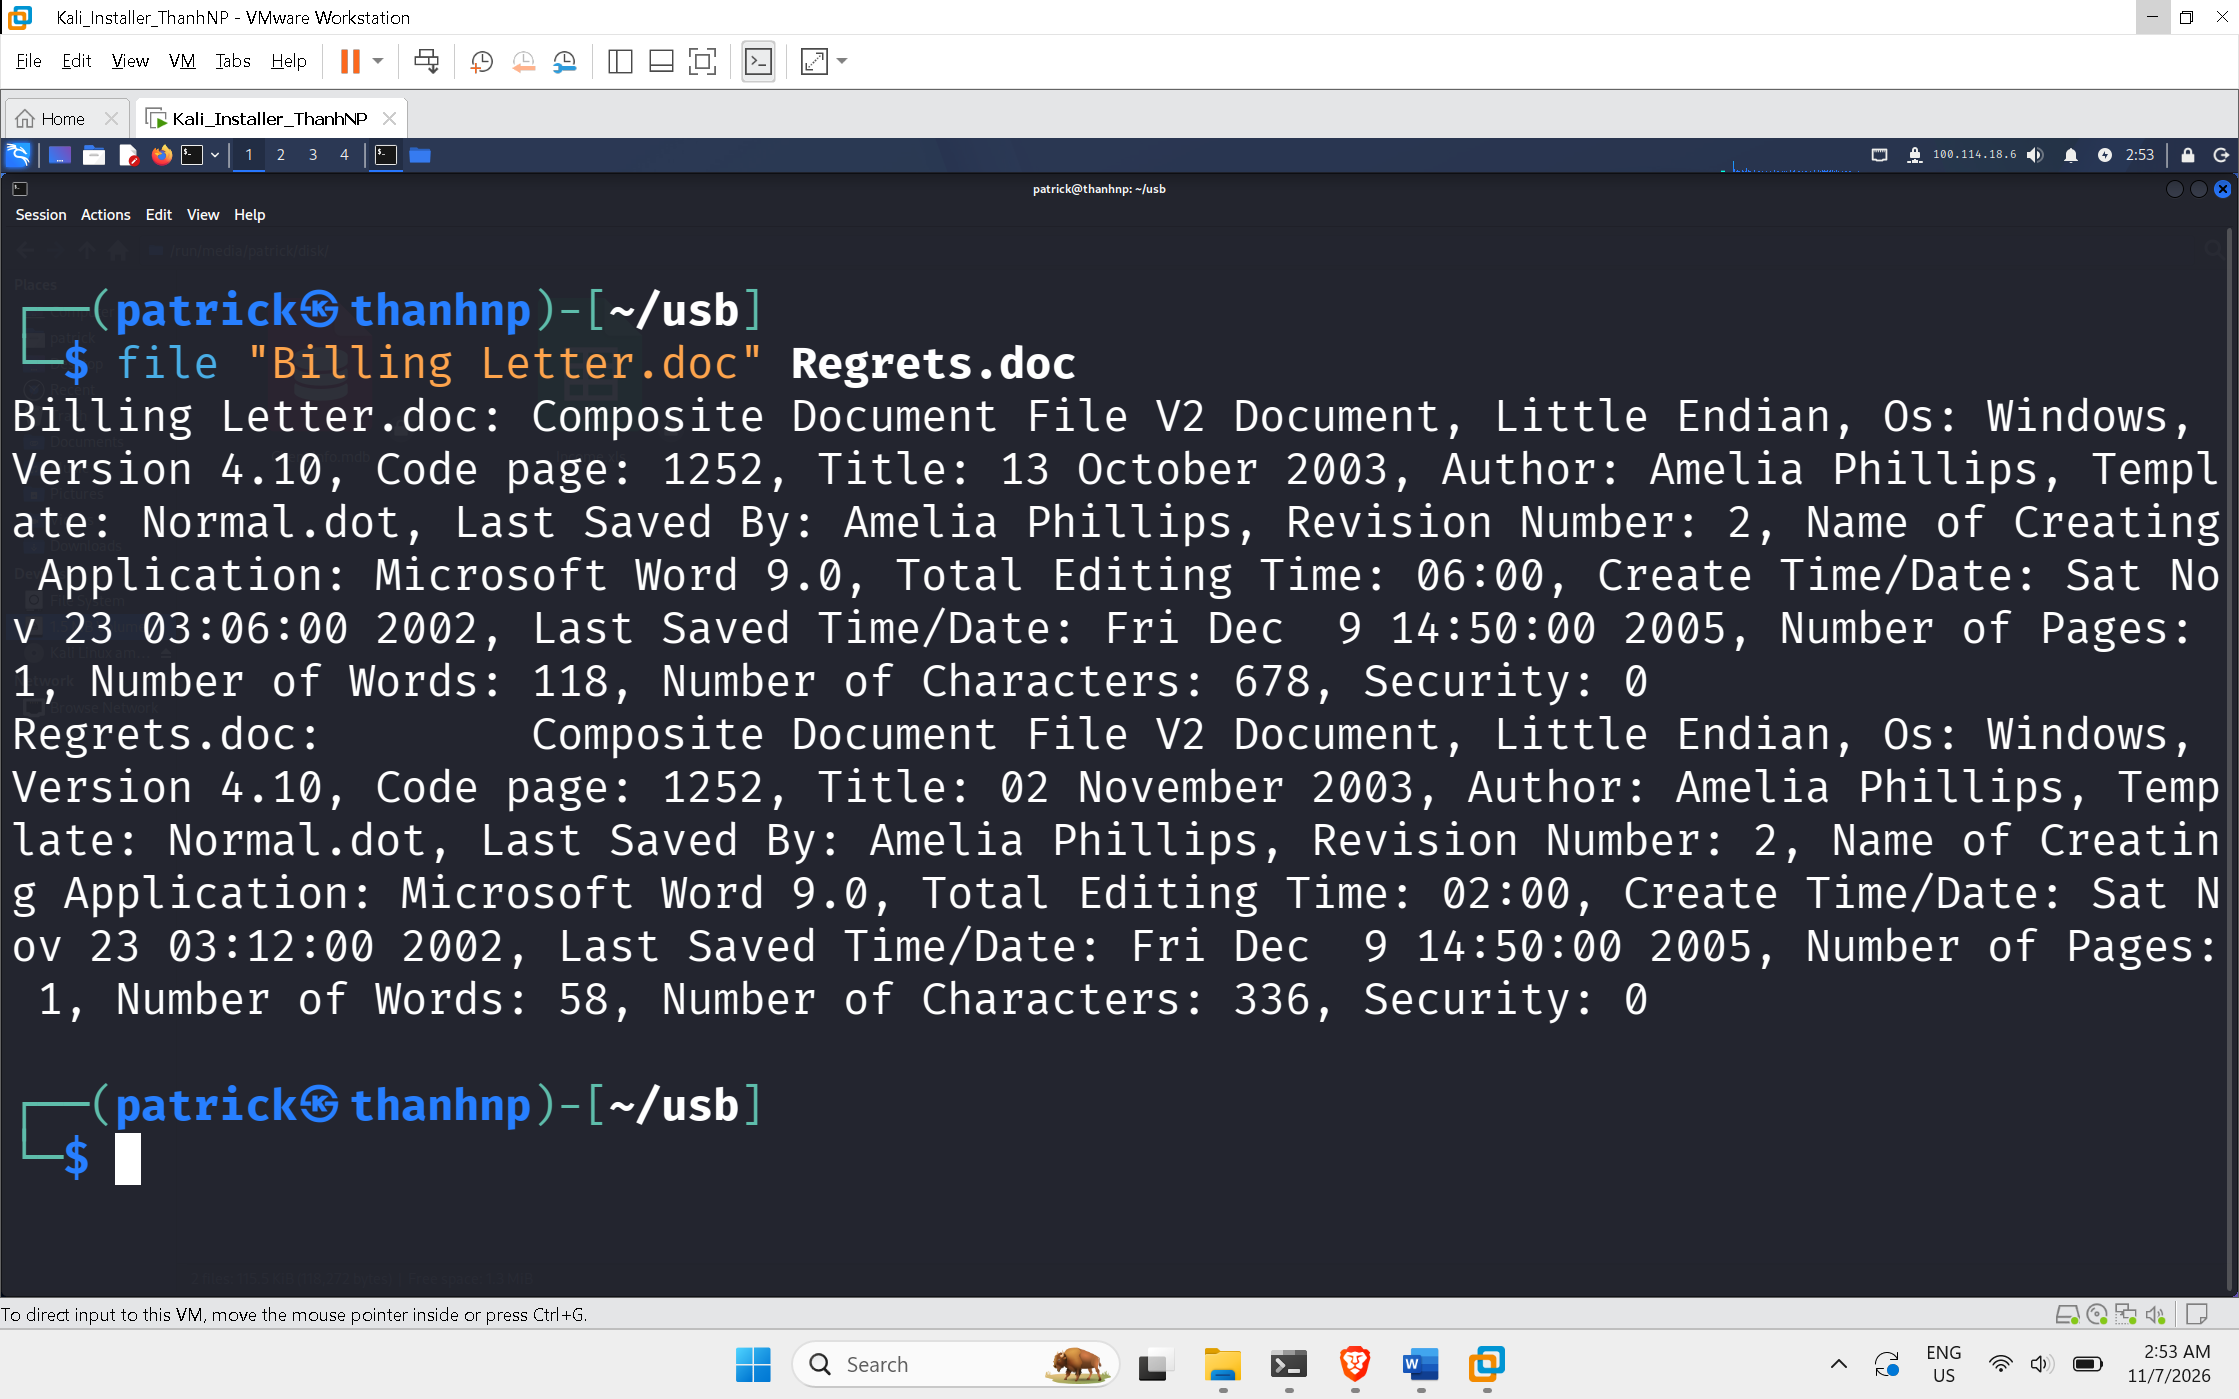 Kali_Installer_ThanhNP - VMware Workstation
File Edit View VM Tabs Help
Home Kali_Installer_ThanhNP
1 2 3 4 100.114.18.6 2:53
patrick@thanhnp: ~/usb
Session Actions Edit View Help
/run/media/patrick/disk/
Places
┌──(patrick㉿thanhnp)-[~/usb]
└─$ file "Billing Letter.doc" Regrets.doc
Billing Letter.doc: Composite Document File V2 Document, Little Endian, Os: Windows,
Version 4.10, Code page: 1252, Title: 13 October 2003, Author: Amelia Phillips, Templ
ate: Normal.dot, Last Saved By: Amelia Phillips, Revision Number: 2, Name of Creating
Application: Microsoft Word 9.0, Total Editing Time: 06:00, Create Time/Date: Sat No
v 23 03:06:00 2002, Last Saved Time/Date: Fri Dec  9 14:50:00 2005, Number of Pages:
1, Number of Words: 118, Number of Characters: 678, Security: 0
Regrets.doc:        Composite Document File V2 Document, Little Endian, Os: Windows,
Version 4.10, Code page: 1252, Title: 02 November 2003, Author: Amelia Phillips, Temp
late: Normal.dot, Last Saved By: Amelia Phillips, Revision Number: 2, Name of Creatin
g Application: Microsoft Word 9.0, Total Editing Time: 02:00, Create Time/Date: Sat N
ov 23 03:12:00 2002, Last Saved Time/Date: Fri Dec  9 14:50:00 2005, Number of Pages:
1, Number of Words: 58, Number of Characters: 336, Security: 0
┌──(patrick㉿thanhnp)-[~/usb]
└─$
To direct input to this VM, move the mouse pointer inside or press Ctrl+G.
Search
ENG
US
2:53 AM
11/7/2026